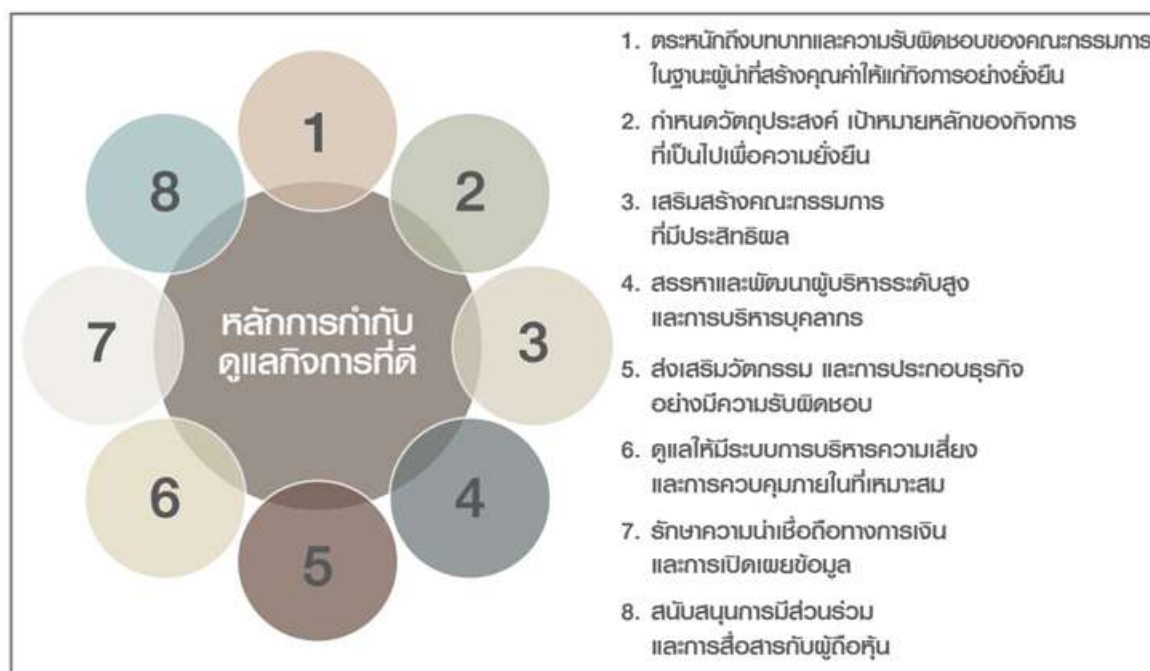 1
2
3
4
5
6
7
8
หลักการกำกับ
ดูแลกิจการที่ดี
1. ตระหนักถึงบทบาทและความรับผิดชอบของคณะกรรมการ
ในฐานะผู้นำที่สร้างคุณค่าให้แก่กิจการอย่างยั่งยืน
2. กำหนดวัตถุประสงค์ เป้าหมายหลักของกิจการ
ที่เป็นไปเพื่อความยั่งยืน
3. เสริมสร้างคณะกรรมการ
ที่มีประสิทธิผล
4. สรรหาและพัฒนาผู้บริหารระดับสูง
และการบริหารบุคลากร
5. ส่งเสริมวัตกรรม และการประกอบธุรกิจ
อย่างมีความรับผิดชอบ
6. ดูแลให้มีระบบการบริหารความเสี่ยง
และการควบคุมภายในที่เหมาะสม
7. รักษาความน่าเชื่อถือทางการเงิน
และการเปิดเผยข้อมูล
8. สนับสนุนการมีส่วนร่วม
และการสื่อสารกับผู้ถือหุ้น